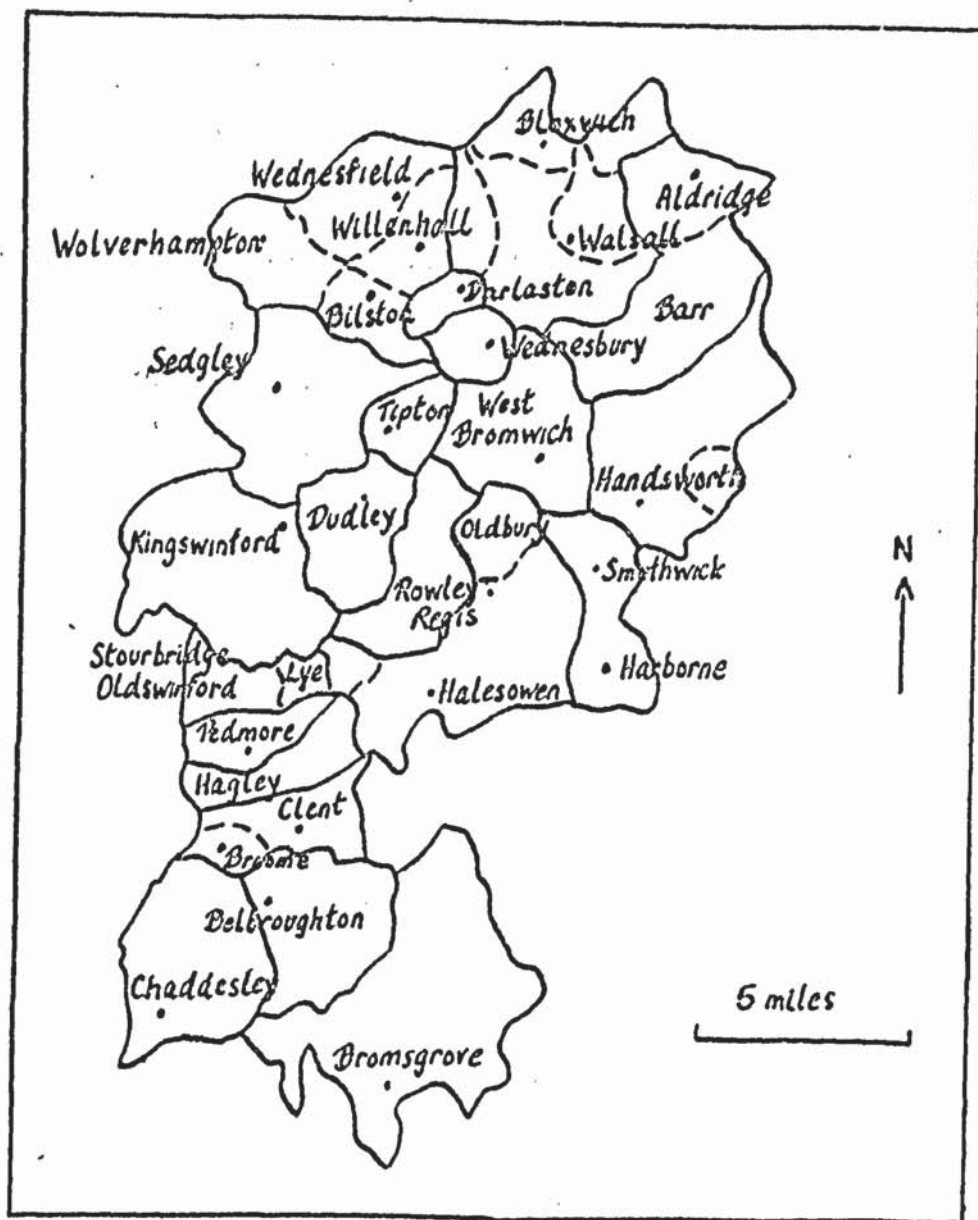 Bloxwich
Wednesfield
Aldridge
Willenhall
Walsall
Wolverhampton
Darlaston
Bilston
Barr
Wednesbury
Sedgley
Tipton
West
Bromwich
Handsworth
Dudley
Oldbury
Kingswinford
N
Smethwick
Rowley
Regis
Stourbridge
Oldswinford
Lye
Harborne
Halesowen
Pedmore
Hagley
Clent
Broome
Belbroughton
Chaddesley
5 miles
Bromsgrove